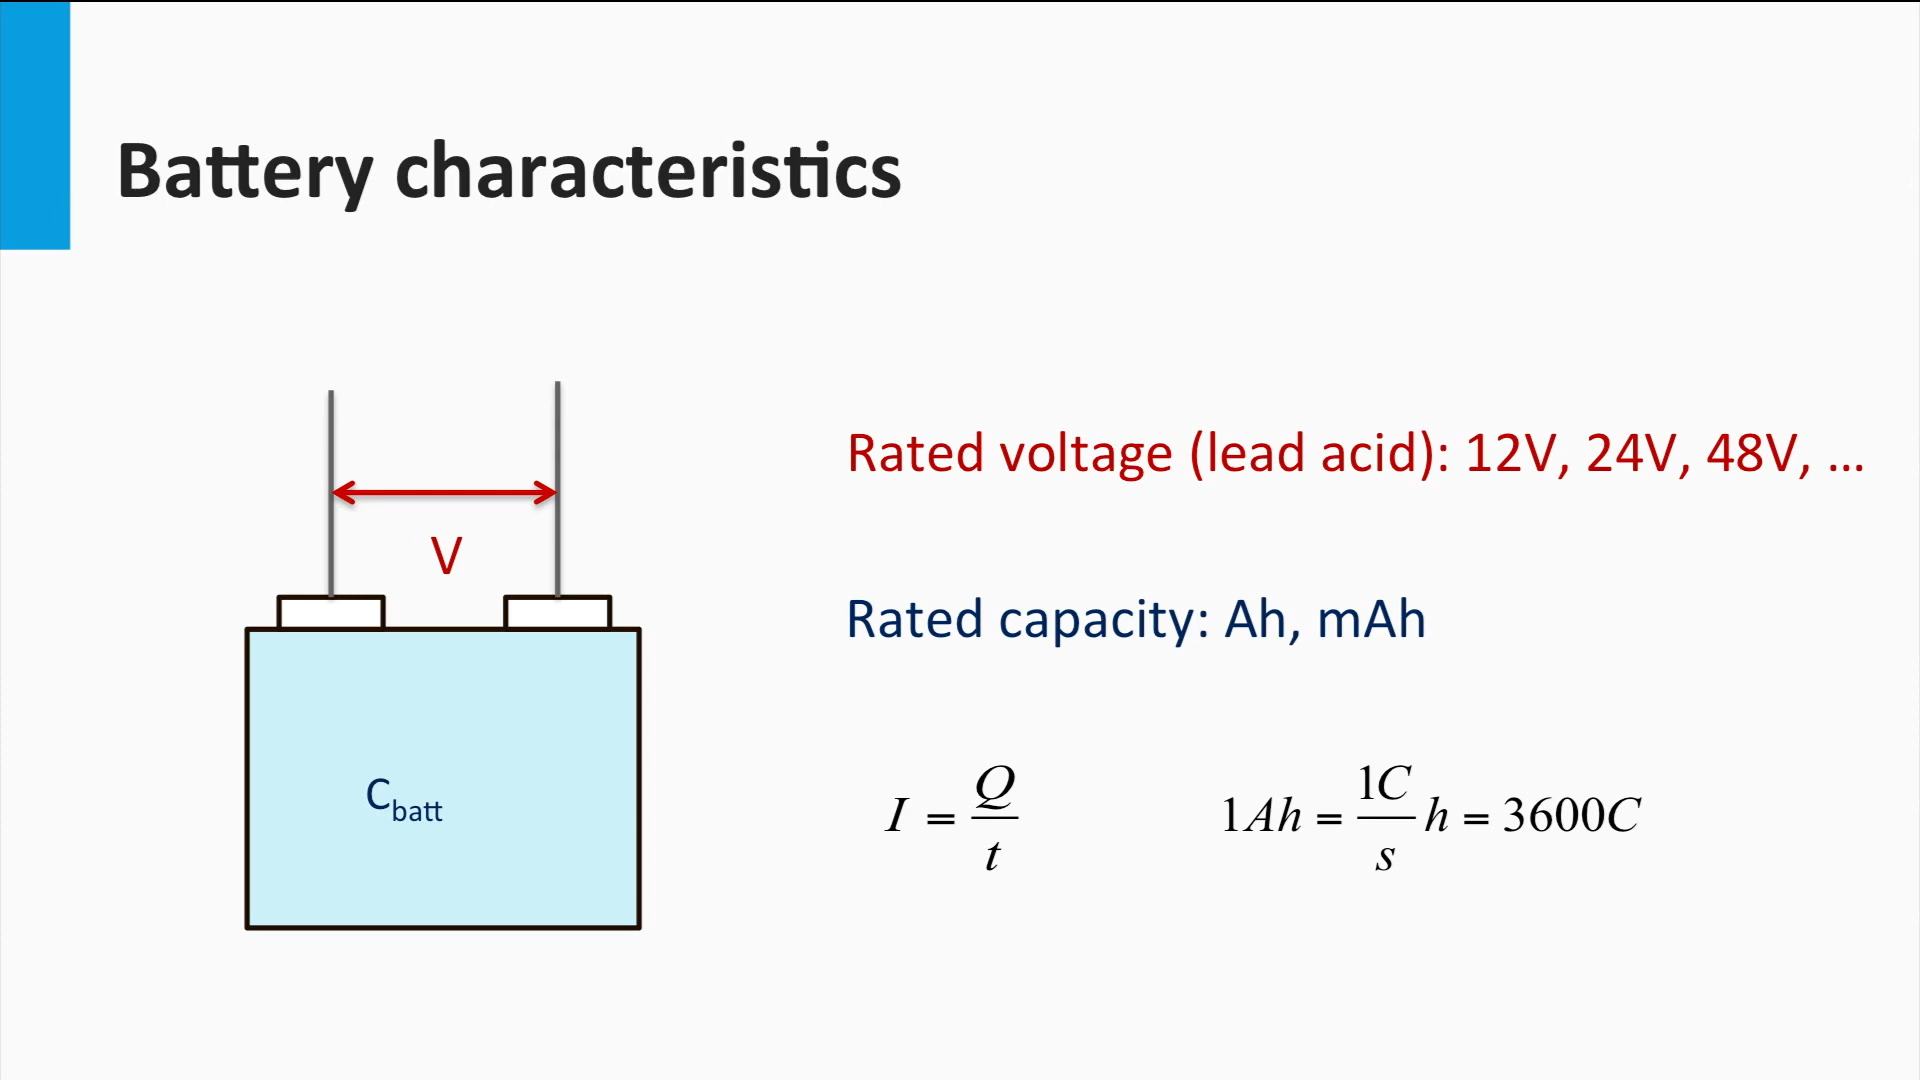 Battery characteristics
V
C_batt
Rated voltage (lead acid): 12V, 24V, 48V, ...
Rated capacity: Ah, mAh
I = Q/t
1Ah = 1C/s h = 3600C